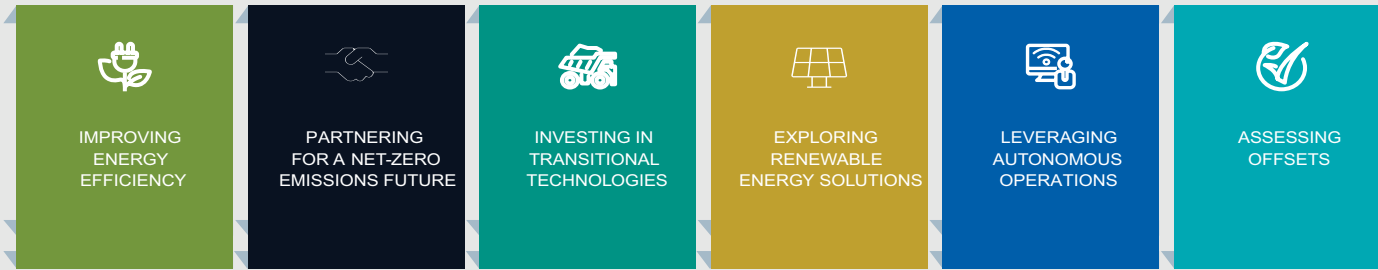 IMPROVING
ENERGY
EFFICIENCY
PARTNERING
FOR A NET-ZERO
EMISSIONS FUTURE
INVESTING IN
TRANSITIONAL
TECHNOLOGIES
EXPLORING
RENEWABLE
ENERGY SOLUTIONS
LEVERAGING
AUTONOMOUS
OPERATIONS
ASSESSING
OFFSETS